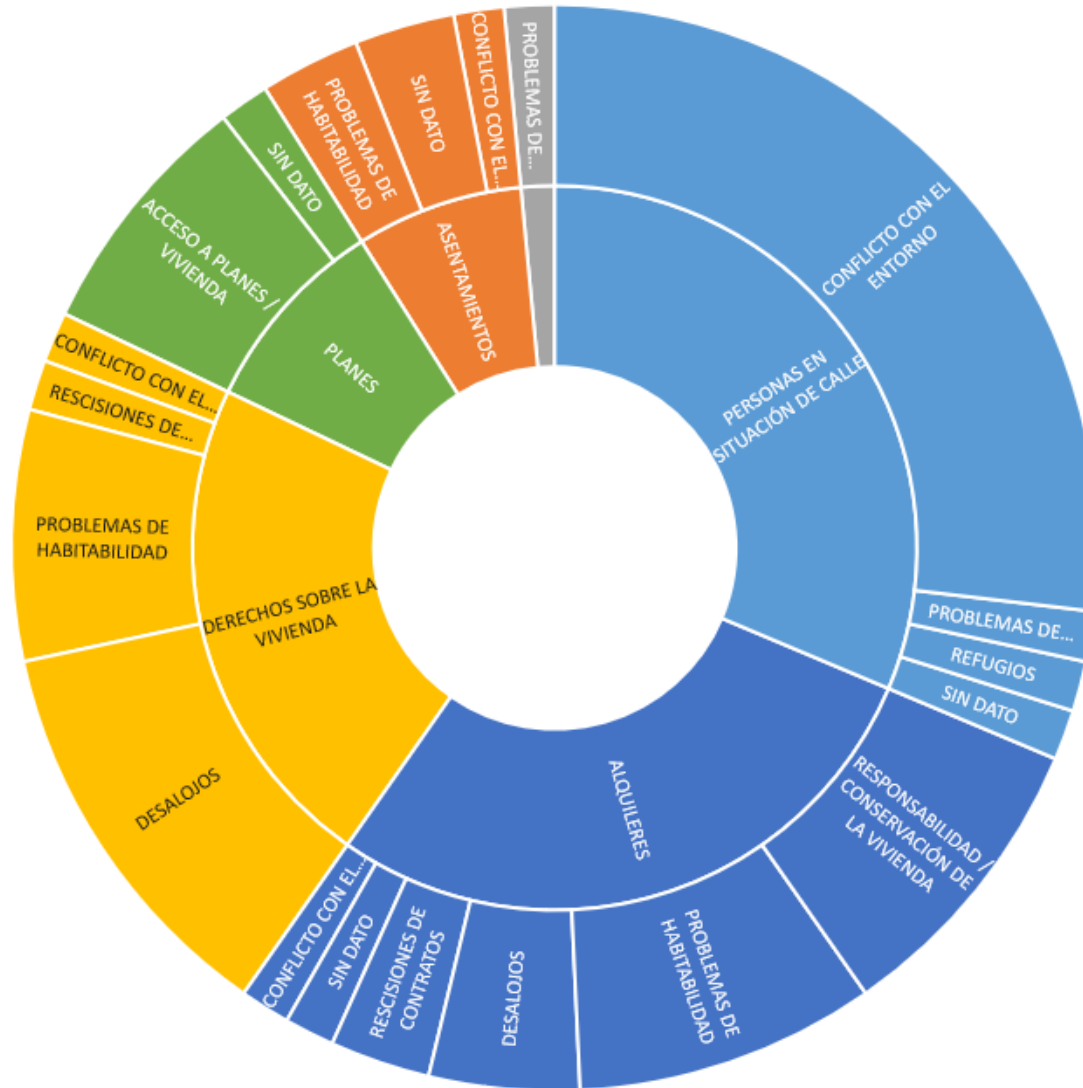 CONFLICTO CON EL
ENTORNO
PROBLEMAS DE...
REFUGIOS
SIN DATO
PERSONAS EN
SITUACIÓN DE CALLE
RESPONSABILIDAD /
CONSERVACIÓN DE
LA VIVIENDA
PROBLEMAS DE
HABITABILIDAD
DESALOJOS
RESCISIONES DE
CONTRATOS
SIN DATO
CONFLICTO CON EL...
ALQUILERES
DESALOJOS
PROBLEMAS DE
HABITABILIDAD
RESCISIONES DE...
CONFLICTO CON EL...
DERECHOS SOBRE LA
VIVIENDA
ACCESO A PLANES /
VIVIENDA
SIN DATO
PLANES
PROBLEMAS DE
HABITABILIDAD
SIN DATO
CONFLICTO CON EL...
ASENTAMIENTOS
PROBLEMAS DE...